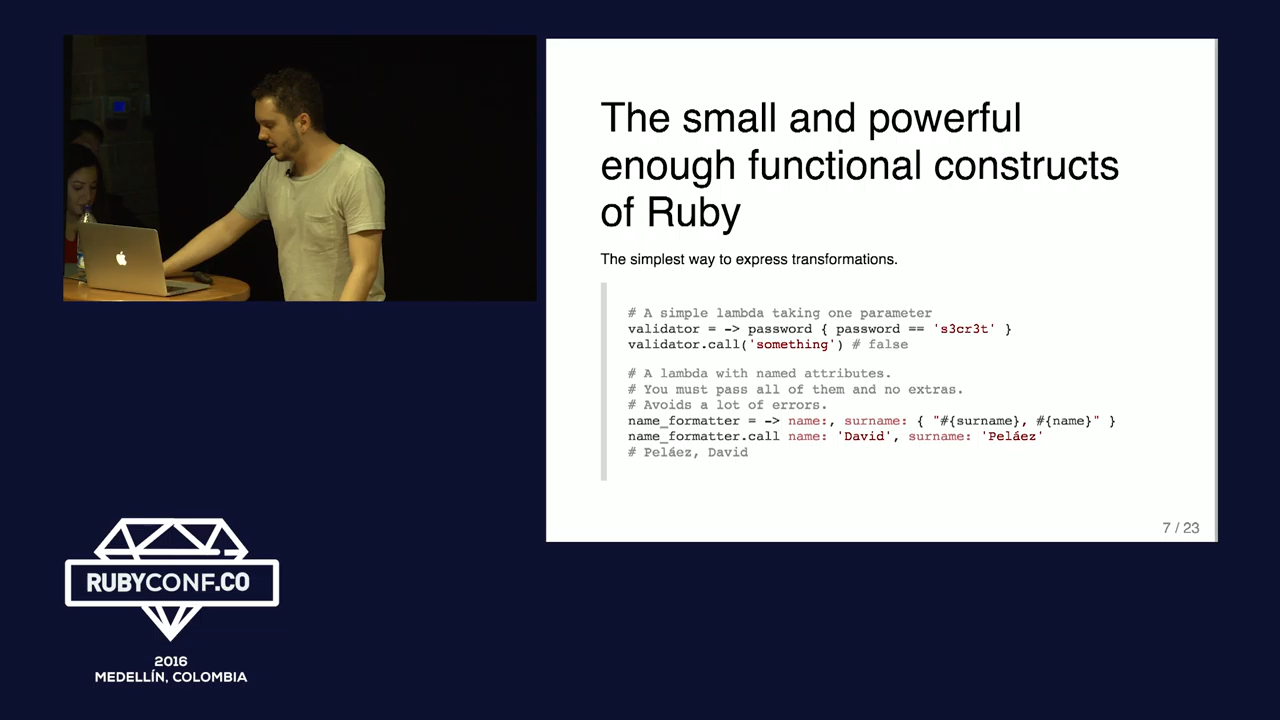 The small and powerful
enough functional constructs
of Ruby
The simplest way to express transformations.
# A simple lambda taking one parameter
validator = -> password { password == 's3cr3t' }
validator.call('something') # false
# A lambda with named attributes.
# You must pass all of them and no extras.
# Avoids a lot of errors.
name_formatter = -> name:, surname: { "#{surname}, #{name}" }
name_formatter.call name: 'David', surname: 'Peláez'
# Peláez, David
7 / 23
RUBYCONF.CO
2016
MEDELLÍN, COLOMBIA